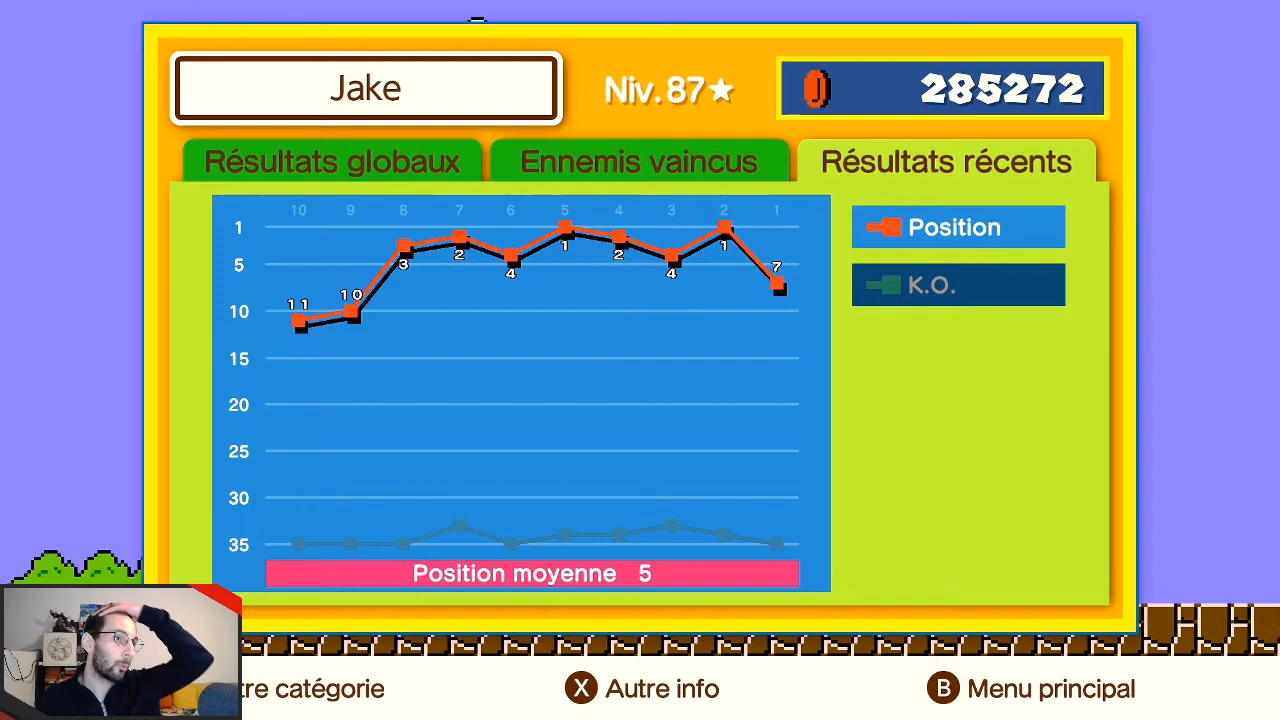 Jake
Niv.87★
J 285272
Résultats globaux
Ennemis vaincus
Résultats récents
10 9 8 7 6 5 4 3 2 1
1
5
10
15
20
25
30
35
11 10 3 2 4 1 2 4 1 7
Position moyenne 5
Position
K.O.
tre catégorie
X Autre info
B Menu principal